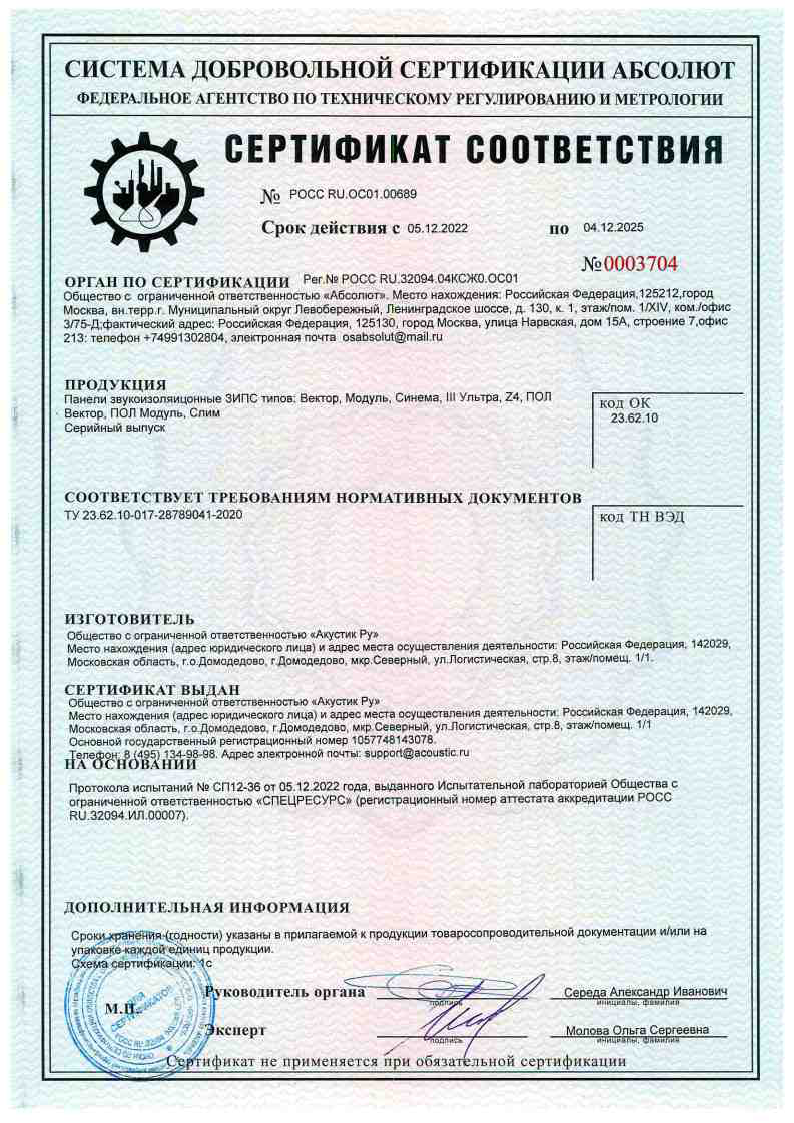 СИСТЕМА ДОБРОВОЛЬНОЙ СЕРТИФИКАЦИИ АБСОЛЮТ
ФЕДЕРАЛЬНОЕ АГЕНТСТВО ПО ТЕХНИЧЕСКОМУ РЕГУЛИРОВАНИЮ И МЕТРОЛОГИИ
СЕРТИФИКАТ СООТВЕТСТВИЯ
№ РОСС RU.ОС01.00689
Срок действия с 05.12.2022 по 04.12.2025
№0003704
ОРГАН ПО СЕРТИФИКАЦИИ Рег.№ РОСС RU.32094.04КСЖ0.ОС01
Общество с ограниченной ответственностью «Абсолют». Место нахождения: Российская Федерация,125212,город
Москва, вн.терр.г. Муниципальный округ Левобережный, Ленинградское шоссе, д. 130, к. 1, этаж/пом. 1/XIV, ком./офис
3/75-Д;фактический адрес: Российская Федерация, 125130, город Москва, улица Нарвская, дом 15А, строение 7,офис
213: телефон +74991302804, электронная почта osabsolut@mail.ru
ПРОДУКЦИЯ
Панели звукоизоляицонные ЗИПС типов: Вектор, Модуль, Синема, III Ультра, Z4, ПОЛ
Вектор, ПОЛ Модуль, Слим
Серийный выпуск
код ОК
23.62.10
СООТВЕТСТВУЕТ ТРЕБОВАНИЯМ НОРМАТИВНЫХ ДОКУМЕНТОВ
ТУ 23.62.10-017-28789041-2020
код ТН ВЭД
ИЗГОТОВИТЕЛЬ
Общество с ограниченной ответственностью «Акустик Ру»
Место нахождения (адрес юридического лица) и адрес места осуществления деятельности: Российская Федерация, 142029,
Московская область, г.о.Домодедово, г.Домодедово, мкр.Северный, ул.Логистическая, стр.8, этаж/помещ. 1/1.
СЕРТИФИКАТ ВЫДАН
Общество с ограниченной ответственностью «Акустик Ру»
Место нахождения (адрес юридического лица) и адрес места осуществления деятельности: Российская Федерация, 142029,
Московская область, г.о.Домодедово, г.Домодедово, мкр.Северный, ул.Логистическая, стр.8, этаж/помещ. 1/1
Основной государственный регистрационный номер 1057748143078.
Телефон: 8 (495) 134-98-98. Адрес электронной почты: support@acoustic.ru
НА ОСНОВАНИИ
Протокола испытаний № СП12-36 от 05.12.2022 года, выданного Испытательной лабораторией Общества с
ограниченной ответственностью «СПЕЦРЕСУРС» (регистрационный номер аттестата аккредитации РОСС
RU.32094.ИЛ.00007).
ДОПОЛНИТЕЛЬНАЯ ИНФОРМАЦИЯ
Сроки хранения (годности) указаны в прилагаемой к продукции товаросопроводительной документации и/или на
упаковке каждой единиц продукции.
Схема сертификации: 1с
Руководитель органа
подпись
Середа Александр Иванович
инициалы, фамилия
М.П.
ДЛЯ
СЕРТИФИКАТОВ
Эксперт
подпись
Молова Ольга Сергеевна
инициалы, фамилия
Сертификат не применяется при обязательной сертификации